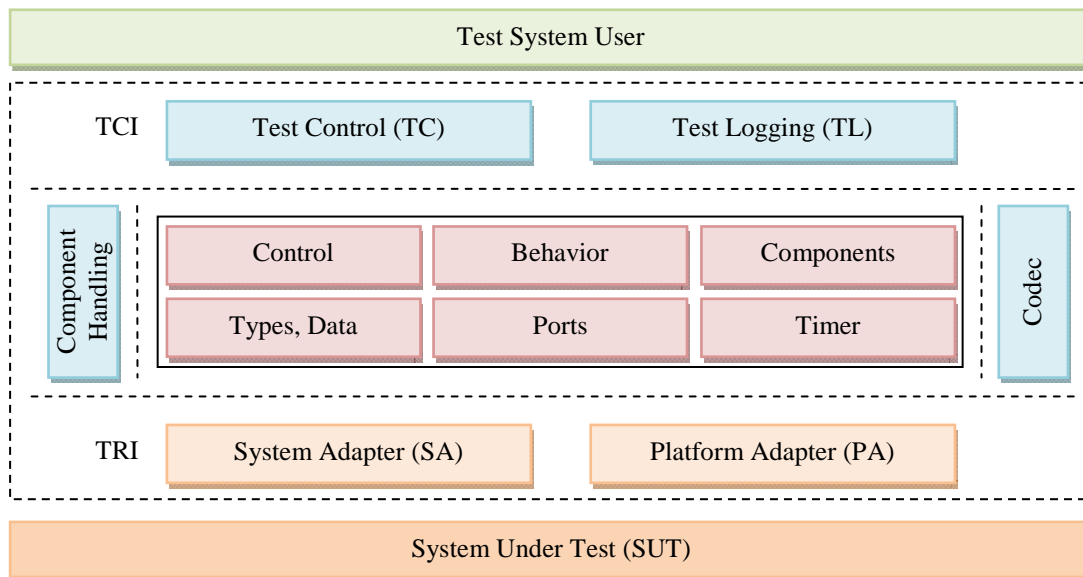 Test System User
TCI
Test Control (TC)
Test Logging (TL)
Component
Handling
Control
Behavior
Components
Types, Data
Ports
Timer
Codec
TRI
System Adapter (SA)
Platform Adapter (PA)
System Under Test (SUT)